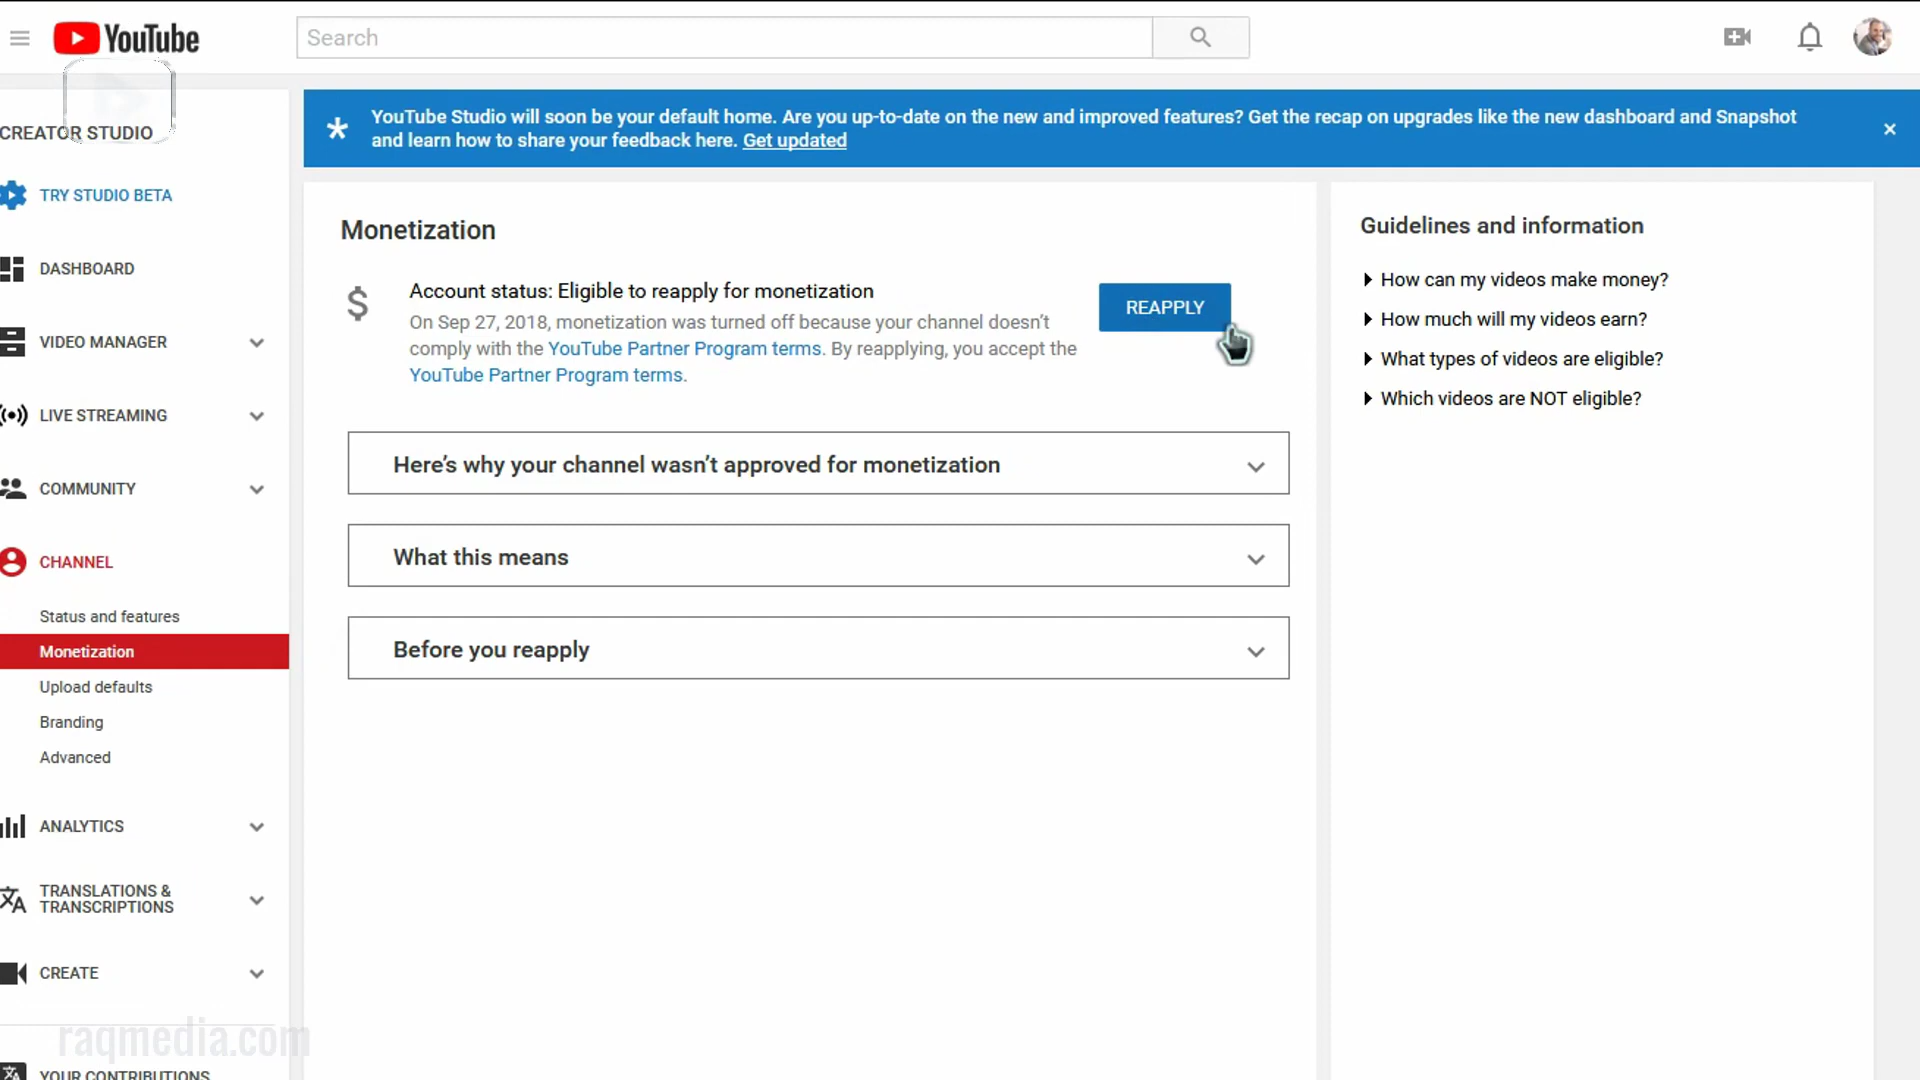 YouTube
Search
CREATOR STUDIO
TRY STUDIO BETA
DASHBOARD
VIDEO MANAGER
LIVE STREAMING
COMMUNITY
CHANNEL
Status and features
Monetization
Upload defaults
Branding
Advanced
ANALYTICS
TRANSLATIONS &
TRANSCRIPTIONS
CREATE
YOUR CONTRIBUTIONS
raqmedia.com
YouTube Studio will soon be your default home. Are you up-to-date on the new and improved features? Get the recap on upgrades like the new dashboard and Snapshot
and learn how to share your feedback here. Get updated
Monetization
Account status: Eligible to reapply for monetization
On Sep 27, 2018, monetization was turned off because your channel doesn’t
comply with the YouTube Partner Program terms. By reapplying, you accept the
YouTube Partner Program terms.
REAPPLY
Here’s why your channel wasn’t approved for monetization
What this means
Before you reapply
Guidelines and information
How can my videos make money?
How much will my videos earn?
What types of videos are eligible?
Which videos are NOT eligible?